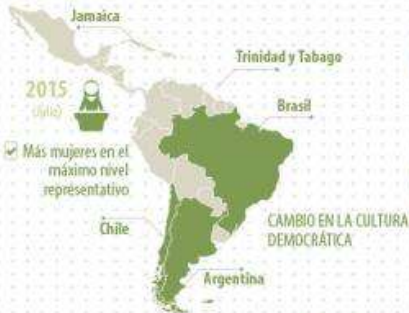 Jamaica
Trinidad y Tabago
2015
(Julio)
Brasil
Más mujeres en el
máximo nivel
representativo
Chile
CAMBIO EN LA CULTURA
DEMOCRÁTICA
Argentina